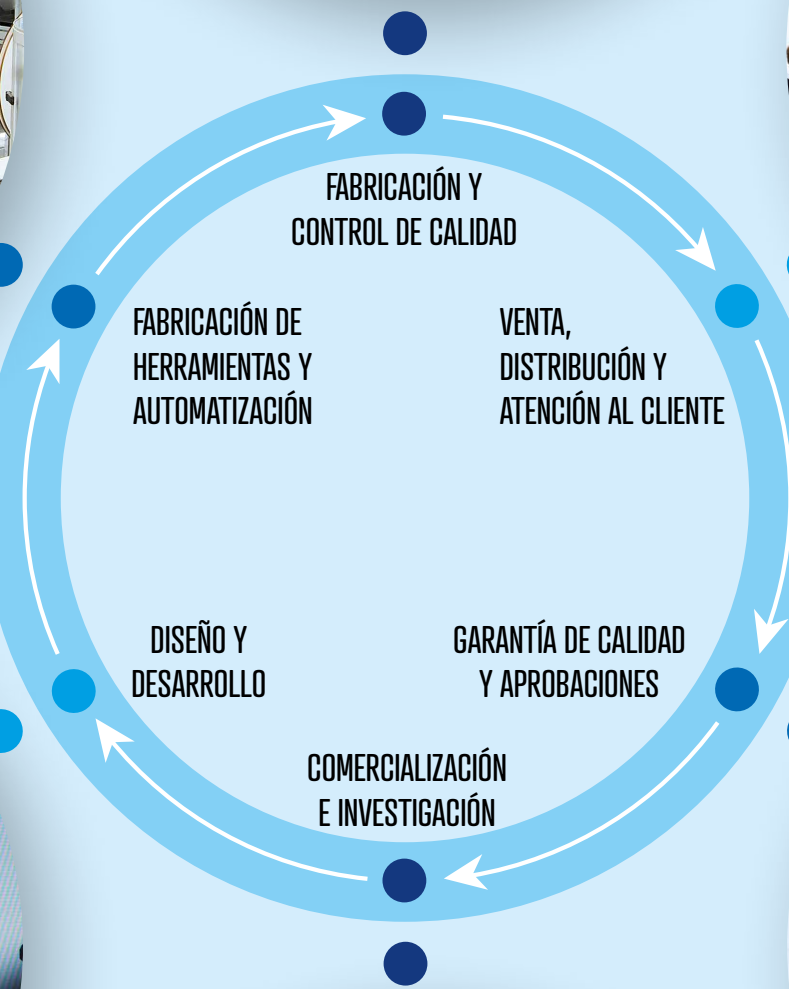 FABRICACIÓN Y
CONTROL DE CALIDAD
FABRICACIÓN DE
HERRAMIENTAS Y
AUTOMATIZACIÓN
VENTA,
DISTRIBUCIÓN Y
ATENCIÓN AL CLIENTE
DISEÑO Y
DESARROLLO
GARANTÍA DE CALIDAD
Y APROBACIONES
COMERCIALIZACIÓN
E INVESTIGACIÓN